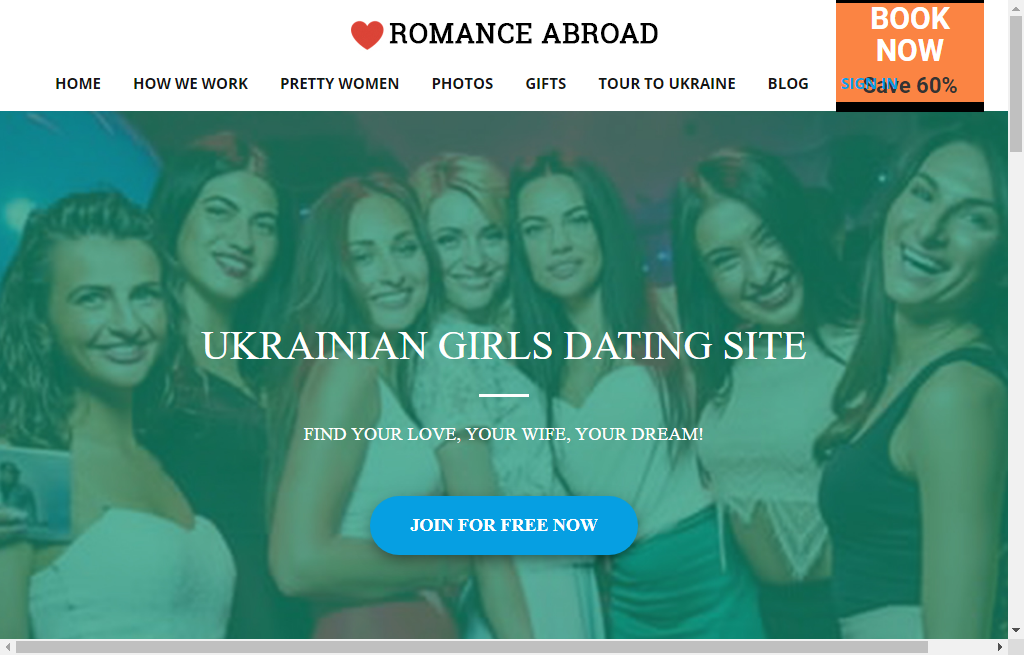 ROMANCE ABROAD
BOOK
NOW
Save 60%
HOME HOW WE WORK PRETTY WOMEN PHOTOS GIFTS TOUR TO UKRAINE BLOG SIGN IN
UKRAINIAN GIRLS DATING SITE
FIND YOUR LOVE, YOUR WIFE, YOUR DREAM!
JOIN FOR FREE NOW